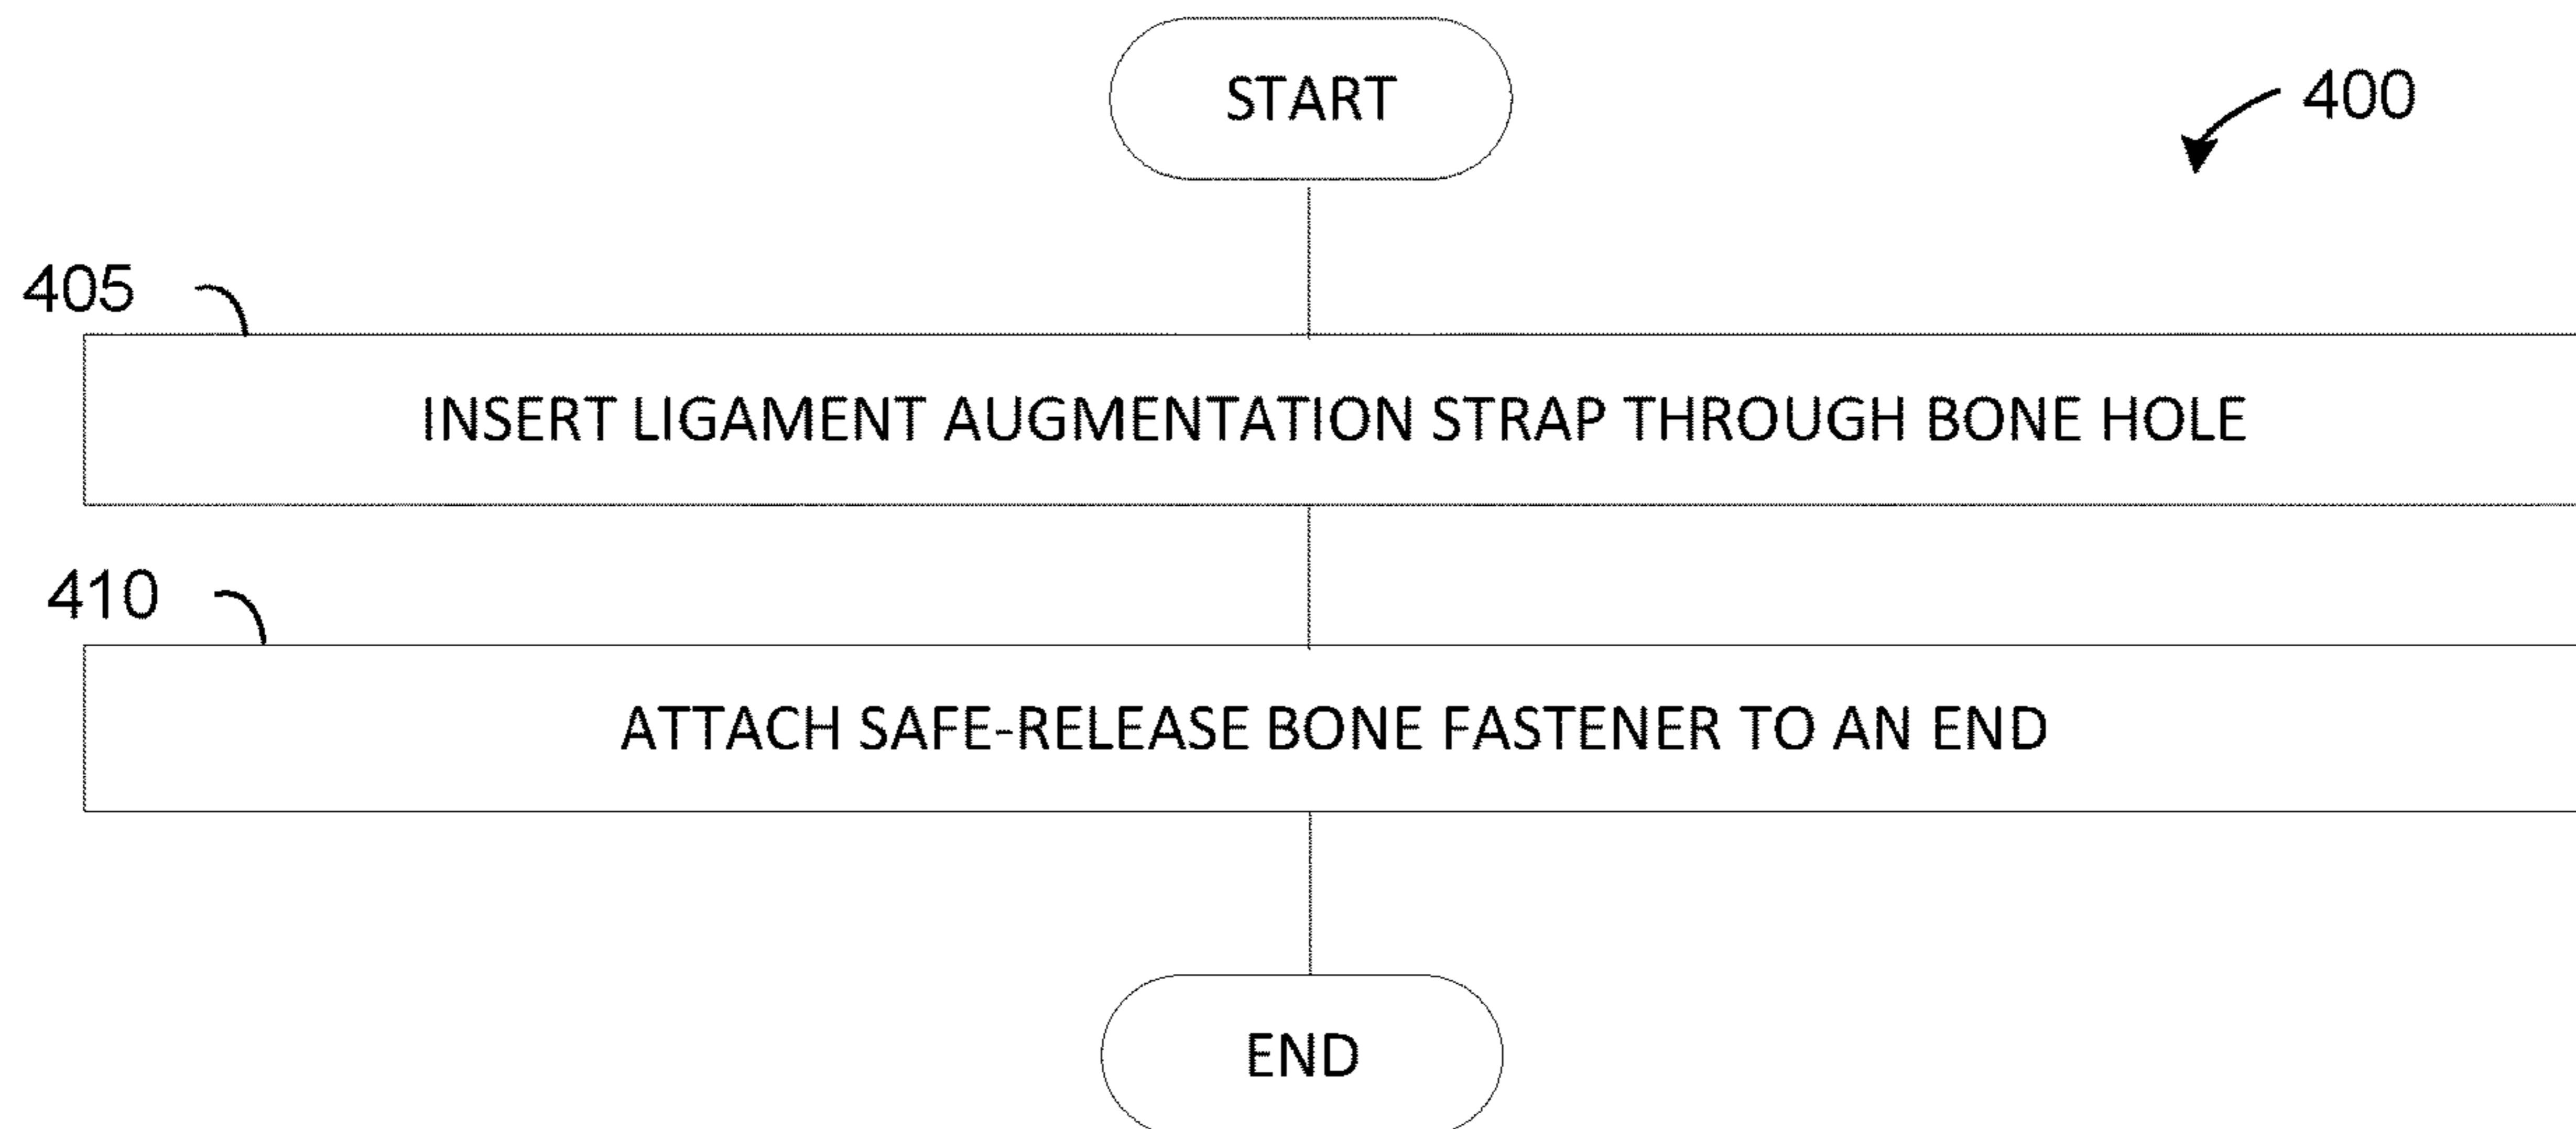 START
400
405
INSERT LIGAMENT AUGMENTATION STRAP THROUGH BONE HOLE
410
ATTACH SAFE-RELEASE BONE FASTENER TO AN END
END